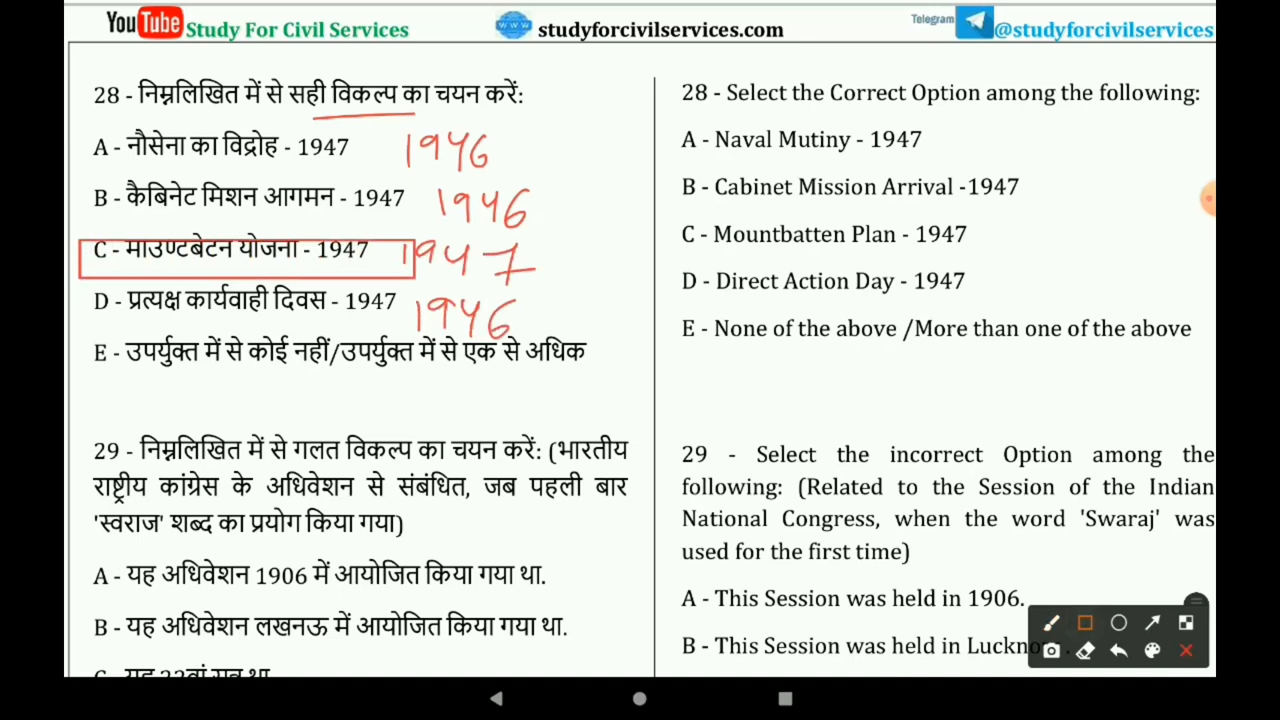 YouTube Study For Civil Services
www studyforcivilservices.com
Telegram @studyforcivilservices
28 - निम्नलिखित में से सही विकल्प का चयन करें:
A - नौसेना का विद्रोह - 1947 1946
B - कैबिनेट मिशन आगमन - 1947 1946
C - माउण्टबेटन योजना - 1947 1947
D - प्रत्यक्ष कार्यवाही दिवस - 1947 1946
E - उपर्युक्त में से कोई नहीं/उपर्युक्त में से एक से अधिक
29 - निम्नलिखित में से गलत विकल्प का चयन करें: (भारतीय
राष्ट्रीय कांग्रेस के अधिवेशन से संबंधित, जब पहली बार
'स्वराज' शब्द का प्रयोग किया गया)
A - यह अधिवेशन 1906 में आयोजित किया गया था.
B - यह अधिवेशन लखनऊ में आयोजित किया गया था.
28 - Select the Correct Option among the following:
A - Naval Mutiny - 1947
B - Cabinet Mission Arrival -1947
C - Mountbatten Plan - 1947
D - Direct Action Day - 1947
E - None of the above /More than one of the above
29 - Select the incorrect Option among the
following: (Related to the Session of the Indian
National Congress, when the word 'Swaraj' was
used for the first time)
A - This Session was held in 1906.
B - This Session was held in